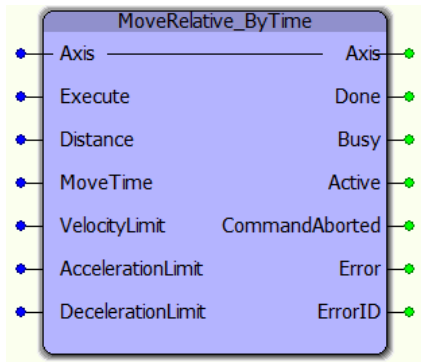 MoveRelative_ByTime
Axis Axis
Execute Done
Distance Busy
MoveTime Active
VelocityLimit CommandAborted
AccelerationLimit Error
DecelerationLimit ErrorID